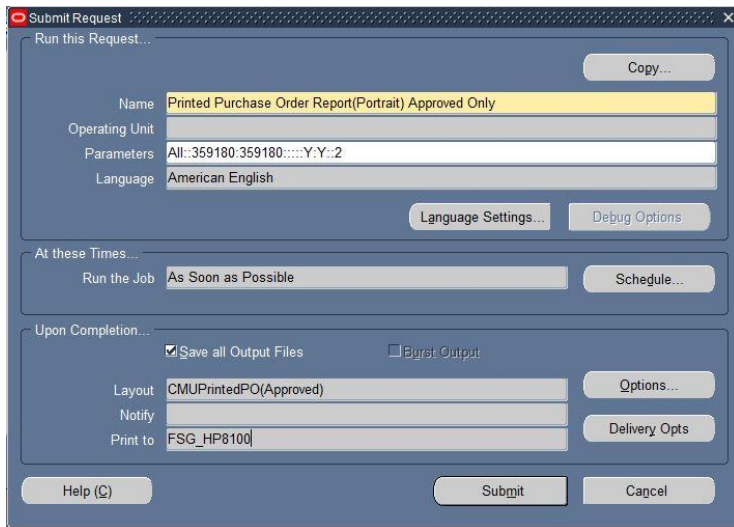 Submit Request
Run this Request...
Copy...
Name Printed Purchase Order Report(Portrait) Approved Only
Operating Unit
Parameters All::359180:359180:::::Y:Y::2
Language American English
Language Settings... Debug Options
At these Times...
Run the Job As Soon as Possible Schedule...
Upon Completion...
Save all Output Files Burst Output
Layout CMUPrintedPO(Approved) Options...
Notify
Print to FSG_HP8100 Delivery Opts
Help (C) Submit Cancel